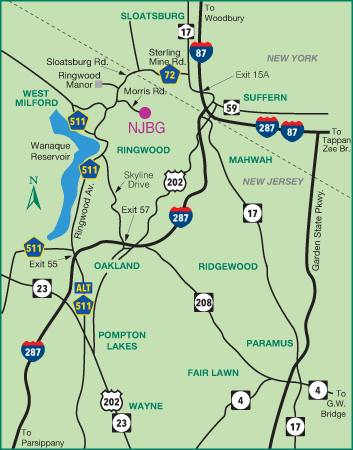 To
Woodbury
SLOATSBURG
17
87
Sloatsburg Rd.
Sterling
Mine Rd.
NEW YORK
Ringwood
Manor
72
Exit 15A
WEST
MILFORD
Morris Rd.
SUFFERN
59
511
NJBG
287
87
To
Tappan
Zee Br.
Wanaque
Reservoir
RINGWOOD
MAHWAH
511
Skyline
Drive
202
NEW JERSEY
N
Ringwood Av.
Exit 57
287
17
Garden State Pkwy.
511
Exit 55
OAKLAND
RIDGEWOOD
23
ALT
511
208
287
POMPTON
LAKES
PARAMUS
FAIR LAWN
4
To
G.W.
Bridge
202
23
WAYNE
4
17
To
Parsippany